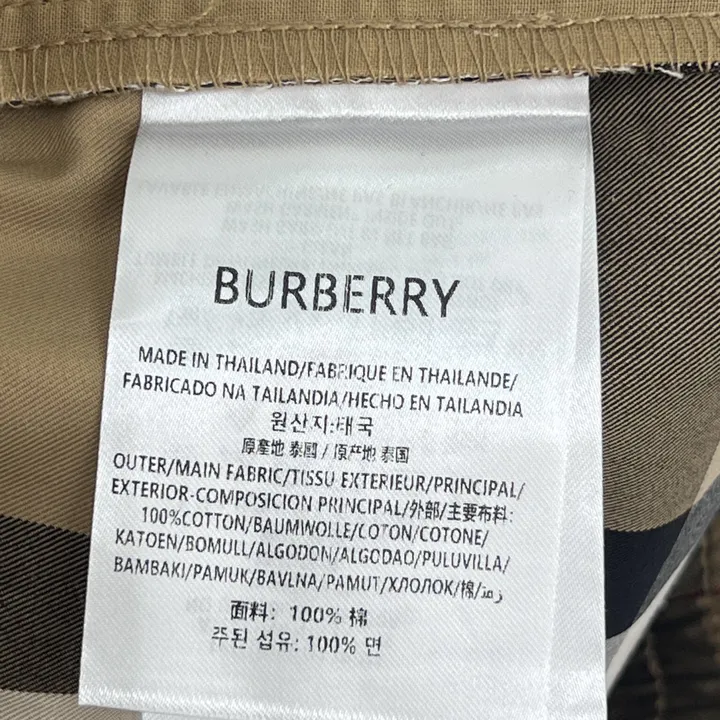 BURBERRY
MADE IN THAILAND/FABRIQUE EN THAILANDE/
FABRICADO NA TAILANDIA/HECHO EN TAILANDIA
원산지:태국
原產地 泰國 / 原产地 泰国
OUTER/MAIN FABRIC/TISSU EXTERIEUR/PRINCIPAL/
EXTERIOR-COMPOSICION PRINCIPAL/外部/主要布料:
100%COTTON/BAUMWOLLE/COTON/COTONE/
KATOEN/BOMULL/ALGODON/ALGODAO/PULUVILLA/
BAMBAKI/PAMUK/BAVLNA/PAMUT/ХЛОЛОК/棉/
面料: 100% 棉
주된 섬유: 100% 면